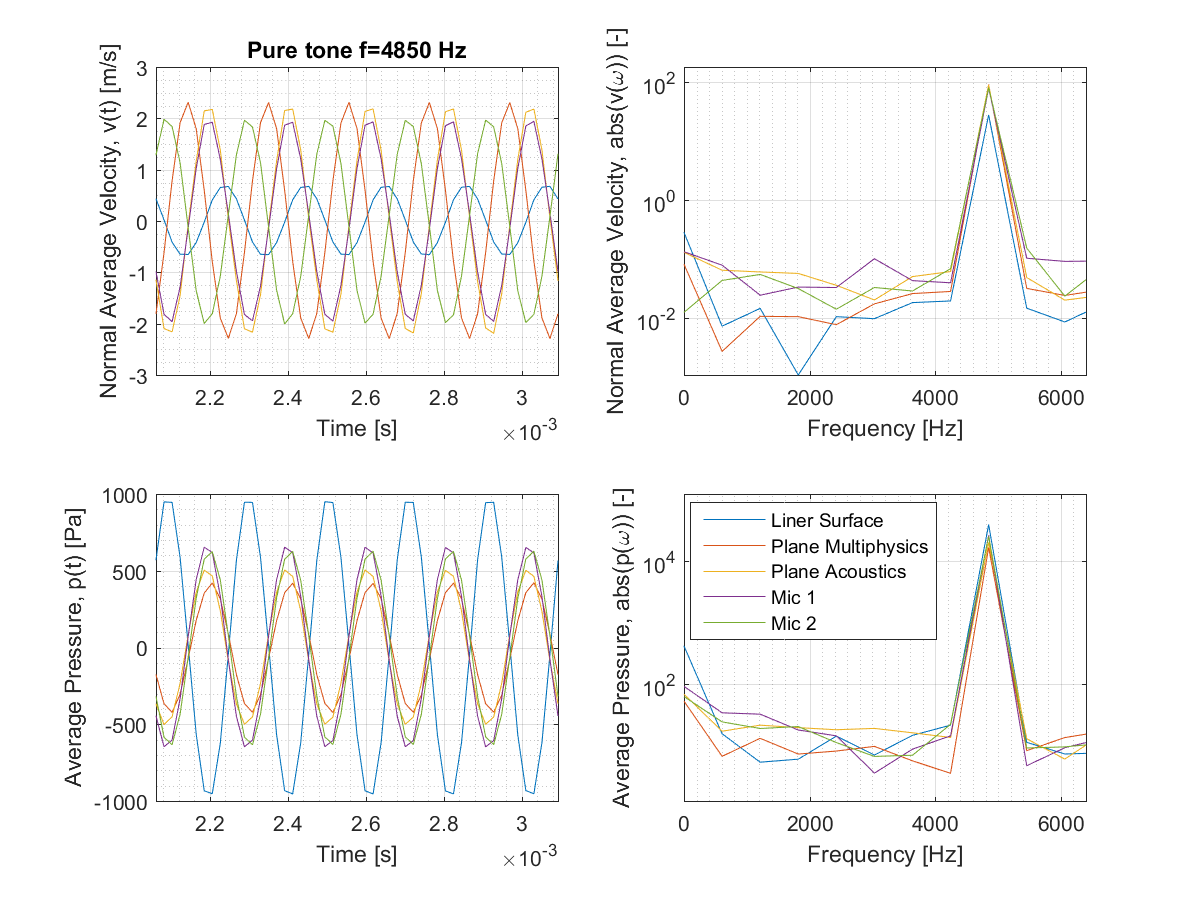 Pure tone f=4850 Hz
Normal Average Velocity, v(t) [m/s]
3
2
1
0
-1
-2
-3
2.2 2.4 2.6 2.8 3
Time [s]
×10-3
Normal Average Velocity, abs(v(ω)) [-]
102
100
10-2
0 2000 4000 6000
Frequency [Hz]
Average Pressure, p(t) [Pa]
1000
500
0
-500
-1000
2.2 2.4 2.6 2.8 3
Time [s]
×10-3
Average Pressure, abs(p(ω)) [-]
104
102
Liner Surface
Plane Multiphysics
Plane Acoustics
Mic 1
Mic 2
0 2000 4000 6000
Frequency [Hz]